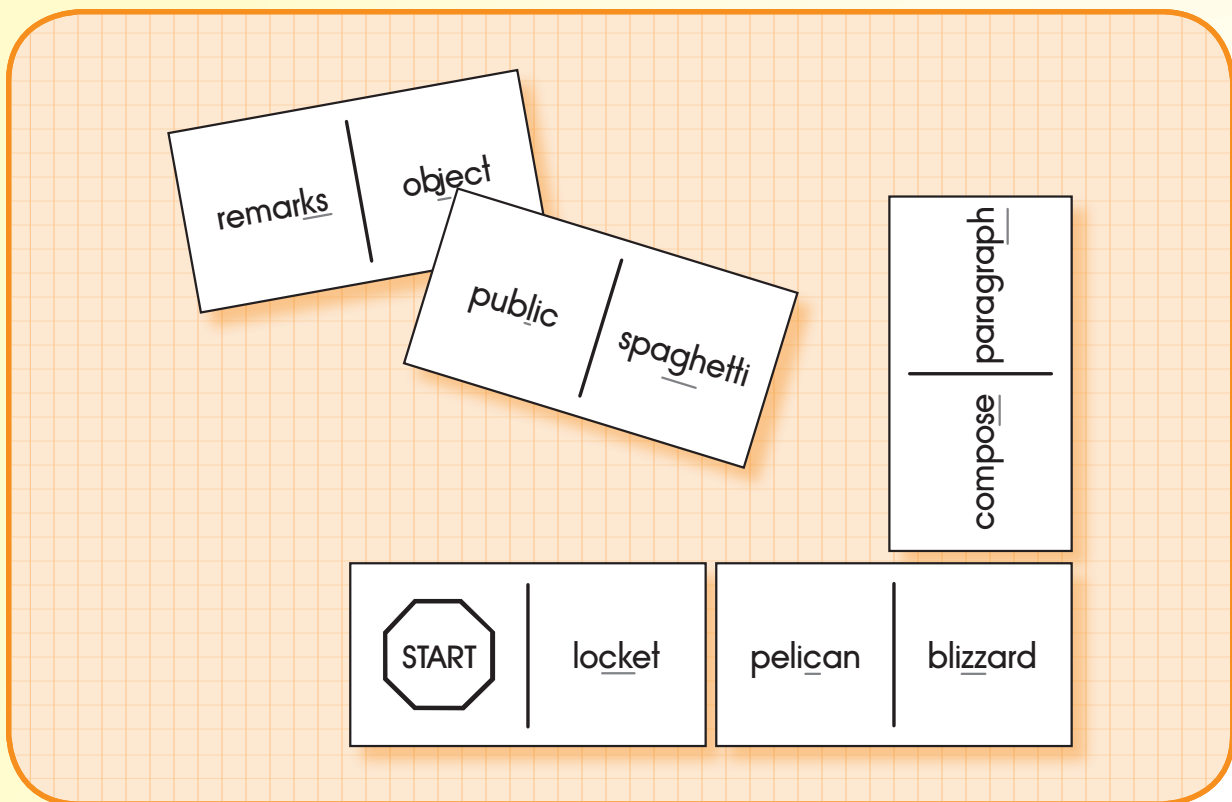 remarks
object
public
spaghetti
paragraph
compose
START
locket
pelican
blizzard